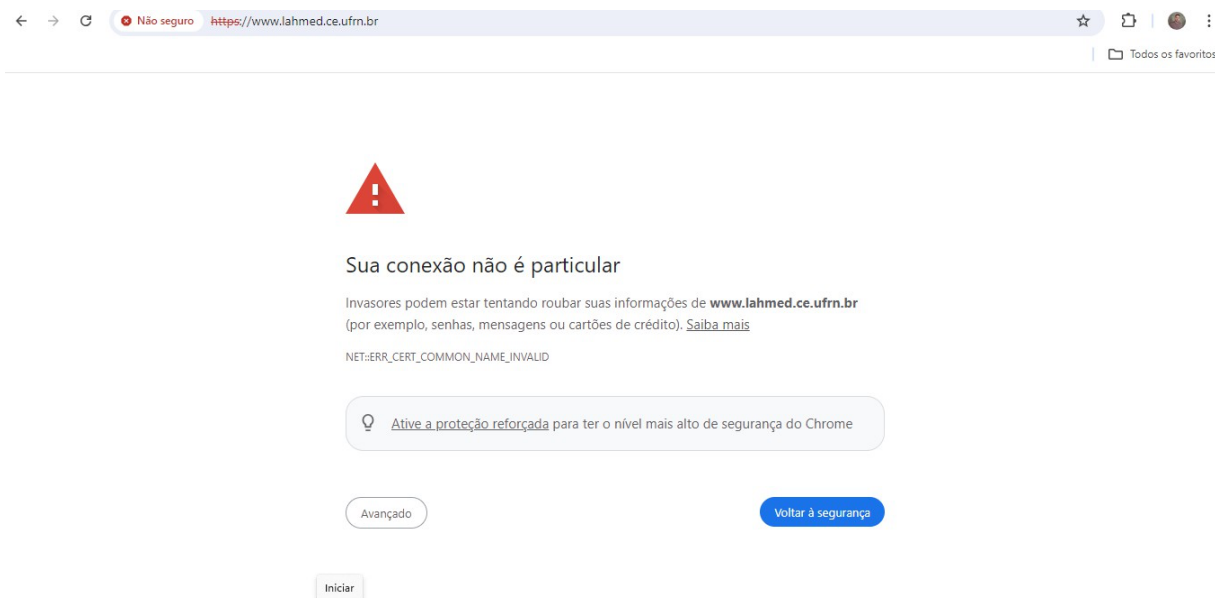 Não seguro https://www.lahmed.ce.ufrn.br
Todos os favoritos
Sua conexão não é particular
Invasores podem estar tentando roubar suas informações de www.lahmed.ce.ufrn.br
(por exemplo, senhas, mensagens ou cartões de crédito). Saiba mais
NET::ERR_CERT_COMMON_NAME_INVALID
Ative a proteção reforçada para ter o nível mais alto de segurança do Chrome
Avançado
Voltar à segurança
Iniciar